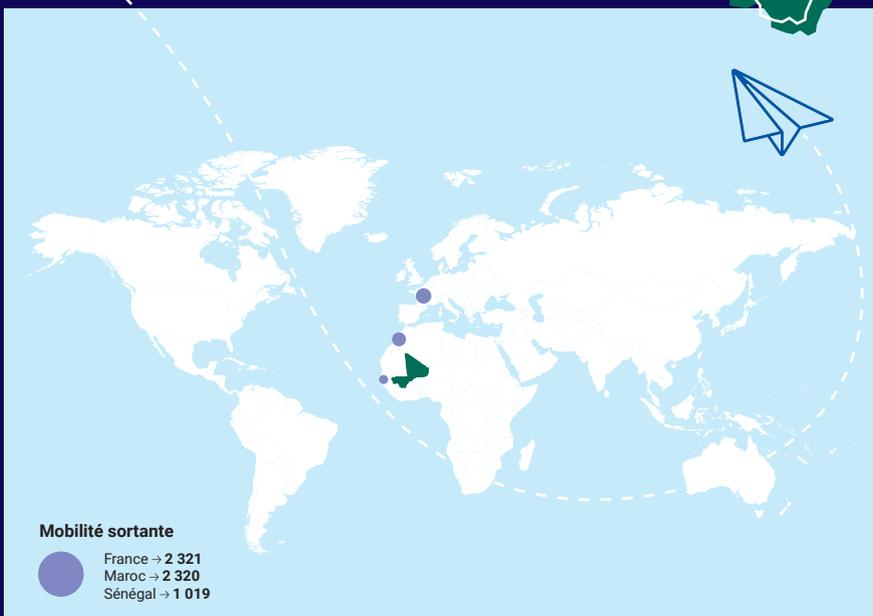 Mobilité sortante
France → 2 321
Maroc → 2 320
Sénégal → 1 019